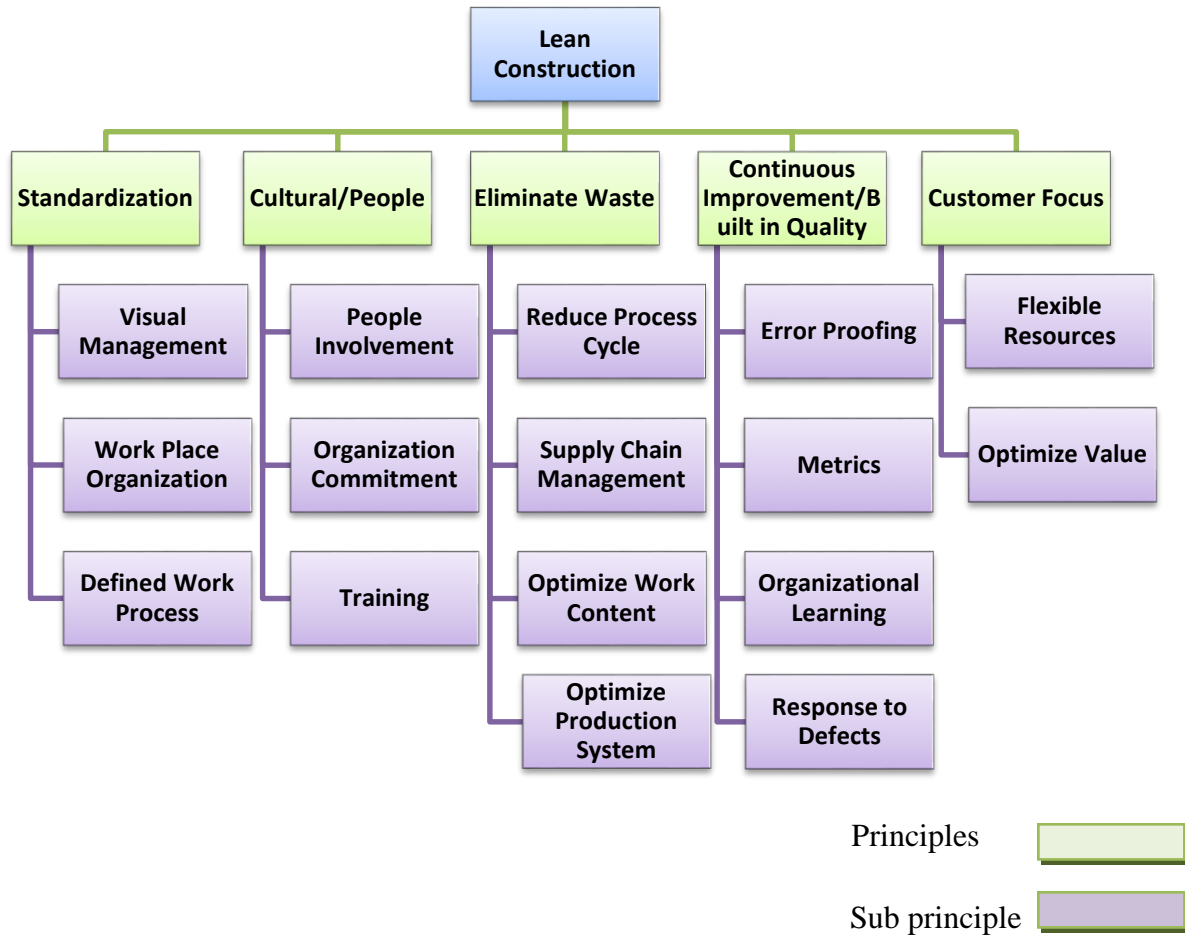 Lean
Construction
Standardization
Cultural/People
Eliminate Waste
Continuous
Improvement/B
uilt in Quality
Customer Focus
Visual
Management
Work Place
Organization
Defined Work
Process
People
Involvement
Organization
Commitment
Training
Reduce Process
Cycle
Supply Chain
Management
Optimize Work
Content
Optimize
Production
System
Error Proofing
Metrics
Organizational
Learning
Response to
Defects
Flexible
Resources
Optimize Value
Principles
Sub principle